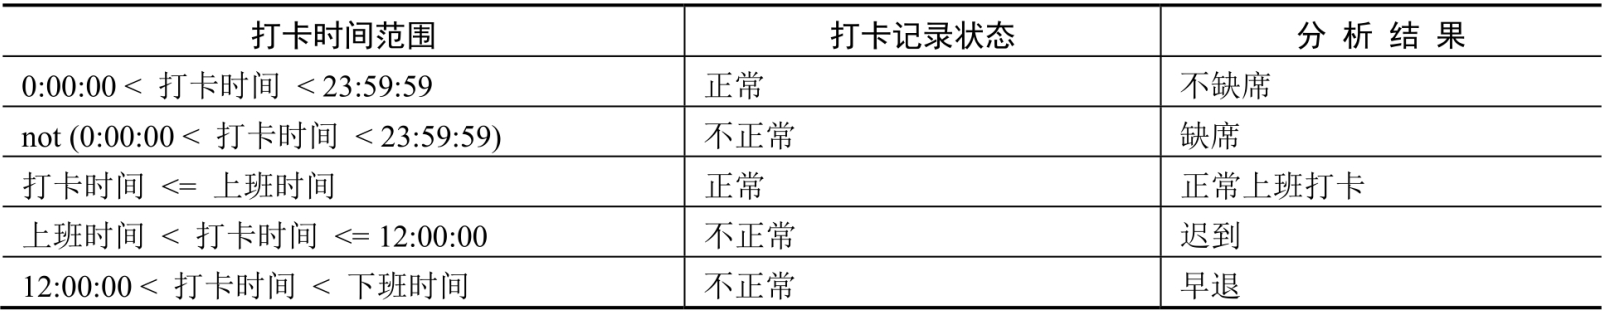 打卡时间范围 打卡记录状态 分 析 结 果
0:00:00 < 打卡时间 < 23:59:59 正常 不缺席
not (0:00:00 < 打卡时间 < 23:59:59) 不正常 缺席
打卡时间 <= 上班时间 正常 正常上班打卡
上班时间 < 打卡时间 <= 12:00:00 不正常 迟到
12:00:00 < 打卡时间 < 下班时间 不正常 早退